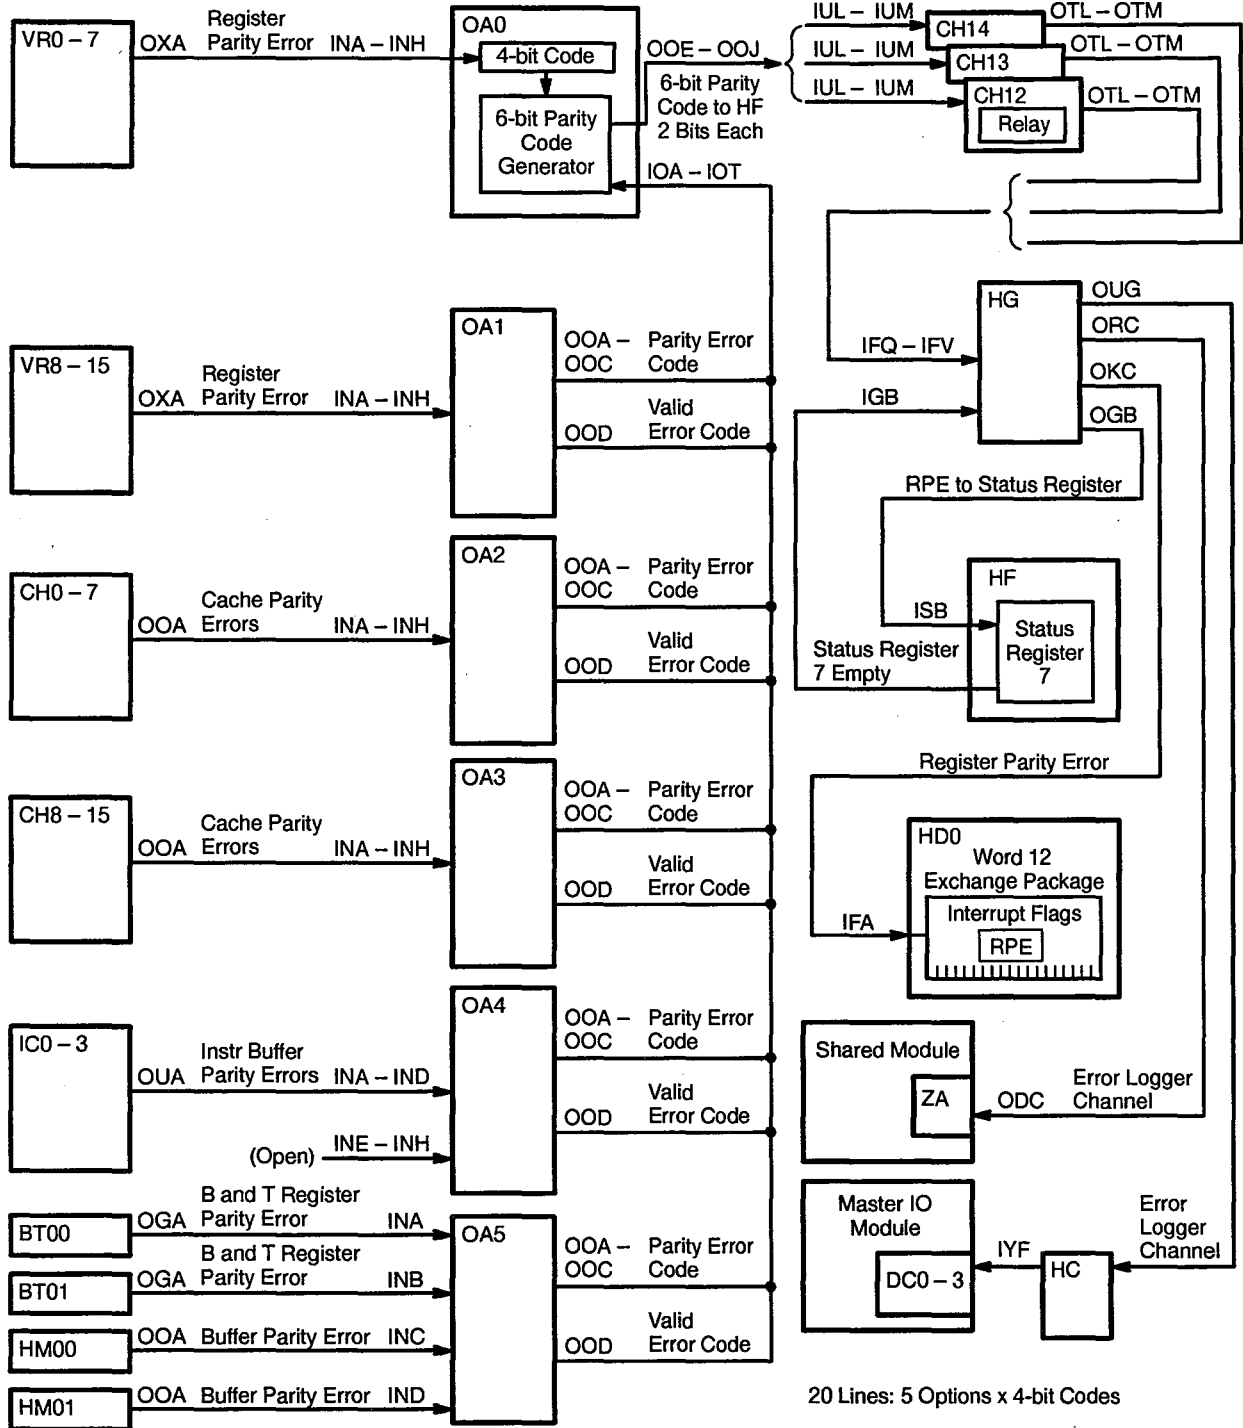 VR0 – 7
OXA
Register
Parity Error
INA – INH
OA0
4-bit Code
6-bit Parity
Code
Generator
OOE – OOJ
6-bit Parity
Code to HF
2 Bits Each
IOA – IOT
IUL – IUM
IUL – IUM
IUL – IUM
CH14
CH13
CH12
Relay
OTL – OTM
OTL – OTM
OTL – OTM
VR8 – 15
OXA
Register
Parity Error
INA – INH
OA1
OOA –
OOC
Parity Error
Code
OOD
Valid
Error Code
HG
IFQ – IFV
IGB
OUG
ORC
OKC
OGB
RPE to Status Register
CH0 – 7
OOA
Cache Parity
Errors
INA – INH
OA2
OOA –
OOC
Parity Error
Code
OOD
Valid
Error Code
HF
ISB
Status
Register
7
Status Register
7 Empty
Register Parity Error
CH8 – 15
OOA
Cache Parity
Errors
INA – INH
OA3
OOA –
OOC
Parity Error
Code
OOD
Valid
Error Code
HD0
Word 12
Exchange Package
Interrupt Flags
RPE
IFA
IC0 – 3
OUA
Instr Buffer
Parity Errors
INA – IND
(Open)
INE – INH
OA4
OOA –
OOC
Parity Error
Code
OOD
Valid
Error Code
Shared Module
ZA
ODC
Error Logger
Channel
BT00
OGA
B and T Register
Parity Error
INA
BT01
OGA
B and T Register
Parity Error
INB
HM00
OOA
Buffer Parity Error
INC
HM01
OOA
Buffer Parity Error
IND
OA5
OOA –
OOC
Parity Error
Code
OOD
Valid
Error Code
Master IO
Module
DC0 – 3
IYF
HC
Error
Logger
Channel
20 Lines: 5 Options x 4-bit Codes